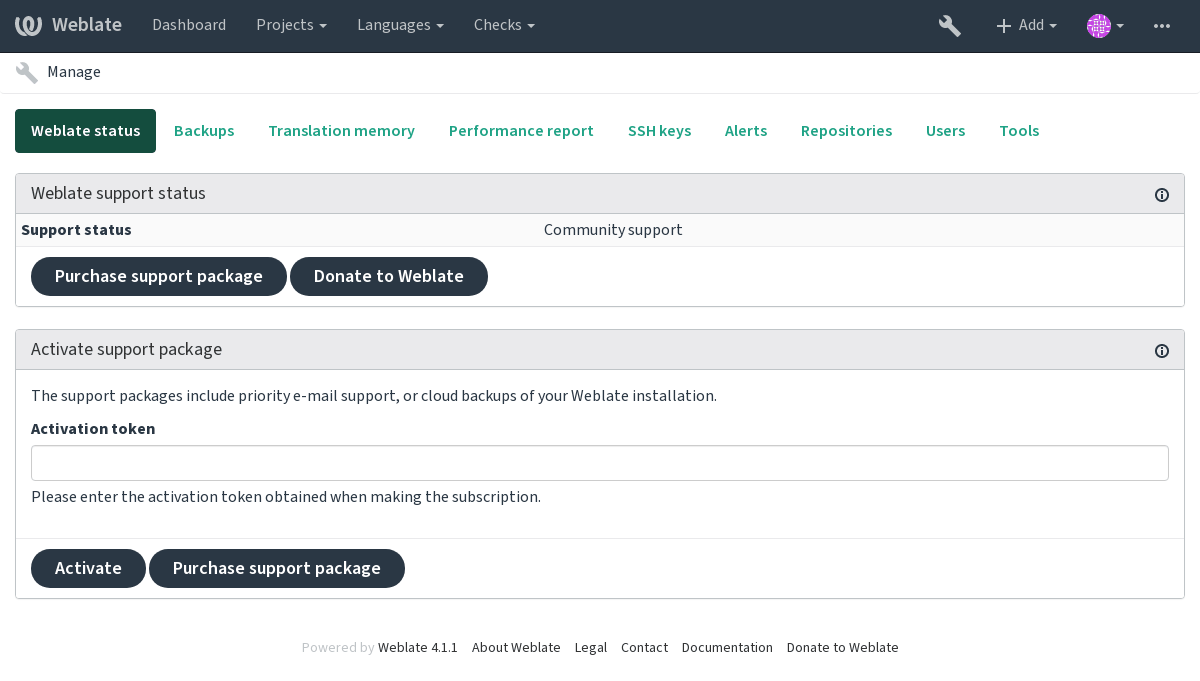 Weblate Dashboard Projects Languages Checks Add
Manage
Weblate status Backups Translation memory Performance report SSH keys Alerts Repositories Users Tools
Weblate support status
Support status Community support
Purchase support package Donate to Weblate
Activate support package
The support packages include priority e-mail support, or cloud backups of your Weblate installation.
Activation token
Please enter the activation token obtained when making the subscription.
Activate Purchase support package
Powered by Weblate 4.1.1 About Weblate Legal Contact Documentation Donate to Weblate